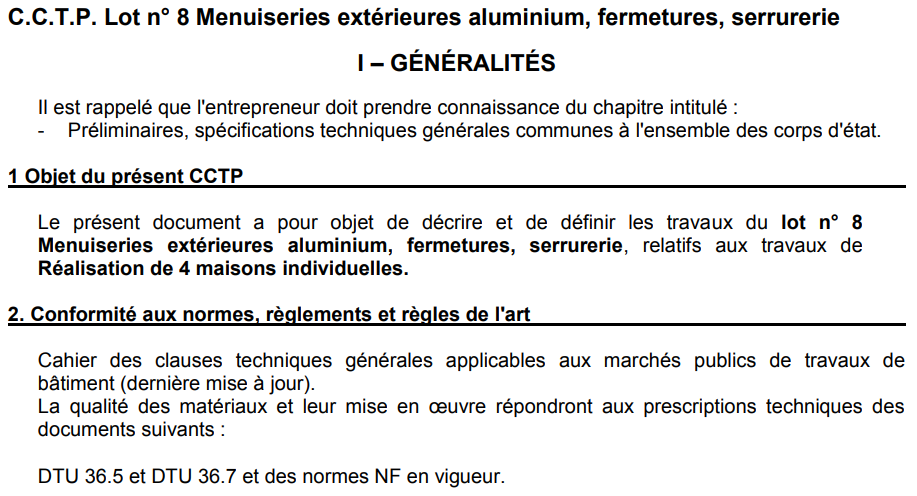 C.C.T.P. Lot n° 8 Menuiseries extérieures aluminium, fermetures, serrurerie
I – GÉNÉRALITÉS
Il est rappelé que l'entrepreneur doit prendre connaissance du chapitre intitulé :
- Préliminaires, spécifications techniques générales communes à l'ensemble des corps d'état.
1 Objet du présent CCTP
Le présent document a pour objet de décrire et de définir les travaux du lot n° 8
Menuiseries extérieures aluminium, fermetures, serrurerie, relatifs aux travaux de
Réalisation de 4 maisons individuelles.
2. Conformité aux normes, règlements et règles de l'art
Cahier des clauses techniques générales applicables aux marchés publics de travaux de
bâtiment (dernière mise à jour).
La qualité des matériaux et leur mise en œuvre répondront aux prescriptions techniques des
documents suivants :
DTU 36.5 et DTU 36.7 et des normes NF en vigueur.